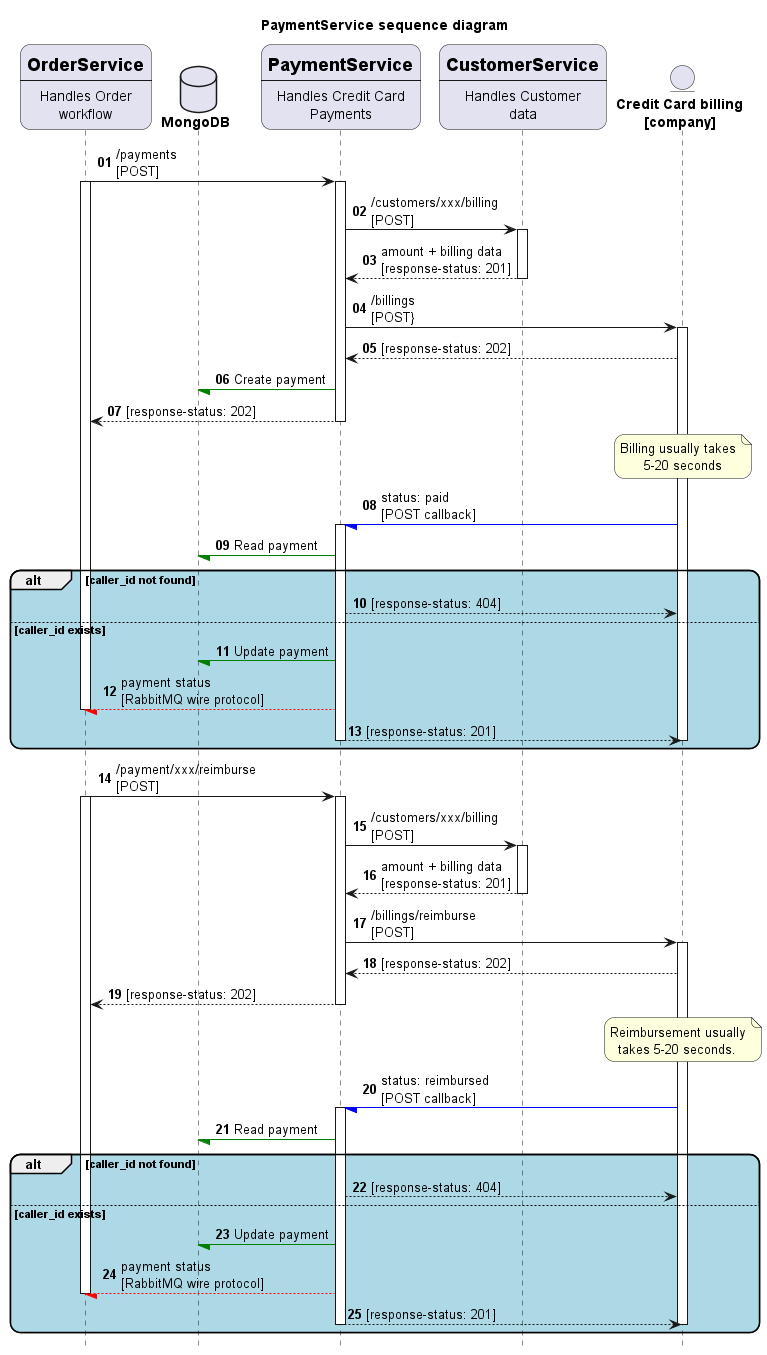 PaymentService sequence diagram
OrderService
Handles Order
workflow
MongoDB
PaymentService
Handles Credit Card
Payments
CustomerService
Handles Customer
data
Credit Card billing
[company]
01 /payments
[POST]
02 /customers/xxx/billing
[POST]
03 amount + billing data
[response-status: 201]
04 /billings
[POST}
05 [response-status: 202]
06 Create payment
07 [response-status: 202]
Billing usually takes
5-20 seconds
08 status: paid
[POST callback]
09 Read payment
alt [caller_id not found]
10 [response-status: 404]
[caller_id exists]
11 Update payment
12 payment status
[RabbitMQ wire protocol]
13 [response-status: 201]
14 /payment/xxx/reimburse
[POST]
15 /customers/xxx/billing
[POST]
16 amount + billing data
[response-status: 201]
17 /billings/reimburse
[POST]
18 [response-status: 202]
19 [response-status: 202]
Reimbursement usually
takes 5-20 seconds.
20 status: reimbursed
[POST callback]
21 Read payment
alt [caller_id not found]
22 [response-status: 404]
[caller_id exists]
23 Update payment
24 payment status
[RabbitMQ wire protocol]
25 [response-status: 201]